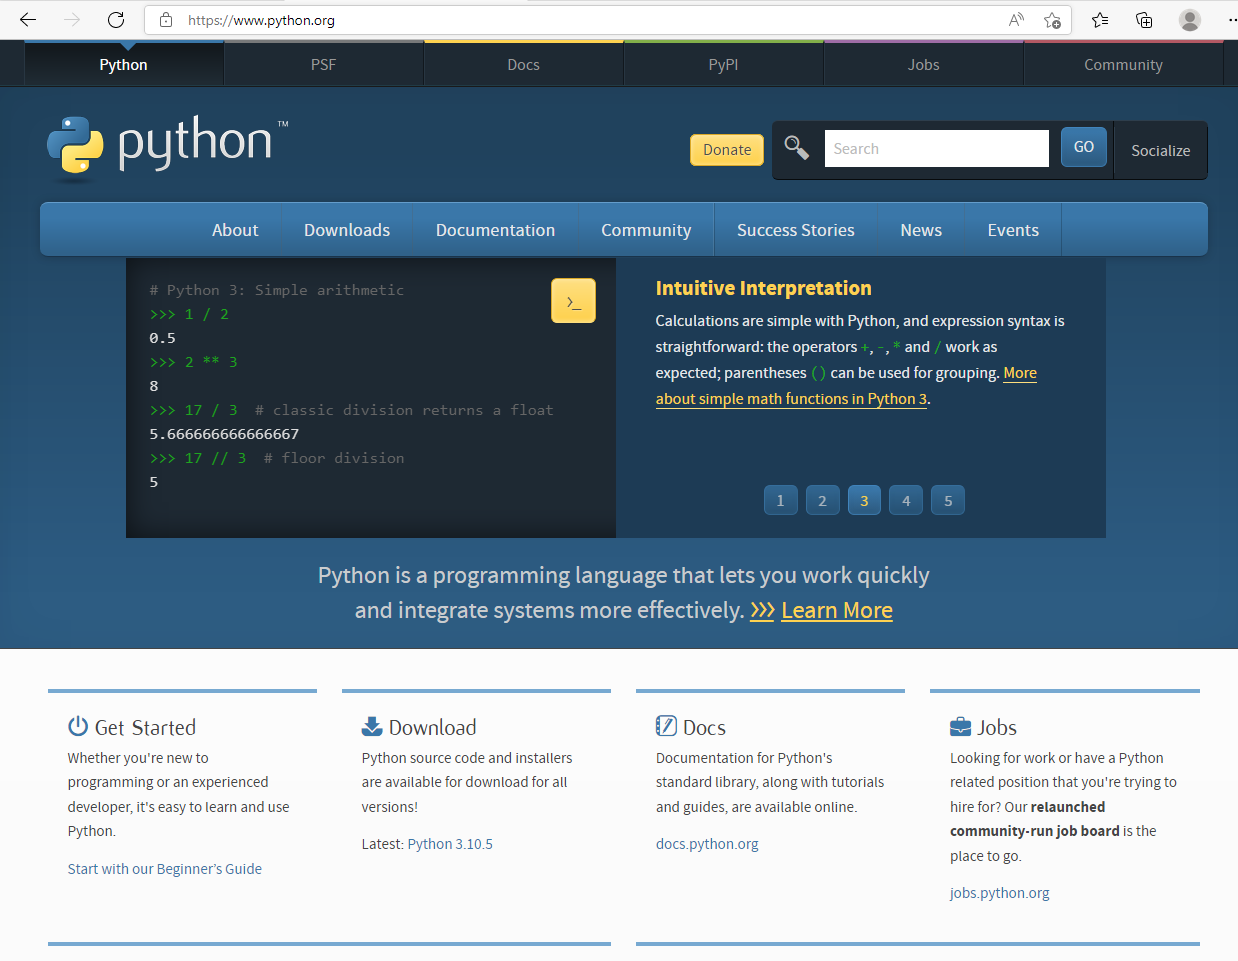 https://www.python.org
Python PSF Docs PyPI Jobs Community
python™
Donate Search GO Socialize
About Downloads Documentation Community Success Stories News Events
# Python 3: Simple arithmetic
>>> 1 / 2
0.5
>>> 2 ** 3
8
>>> 17 / 3 # classic division returns a float
5.666666666666667
>>> 17 // 3 # floor division
5
>_
Intuitive Interpretation
Calculations are simple with Python, and expression syntax is
straightforward: the operators +, -, * and / work as
expected; parentheses () can be used for grouping. More
about simple math functions in Python 3.
1 2 3 4 5
Python is a programming language that lets you work quickly
and integrate systems more effectively. >>> Learn More
Get Started
Whether you're new to
programming or an experienced
developer, it's easy to learn and use
Python.
Start with our Beginner’s Guide
Download
Python source code and installers
are available for download for all
versions!
Latest: Python 3.10.5
Docs
Documentation for Python's
standard library, along with tutorials
and guides, are available online.
docs.python.org
Jobs
Looking for work or have a Python
related position that you're trying to
hire for? Our relaunched
community-run job board is the
place to go.
jobs.python.org